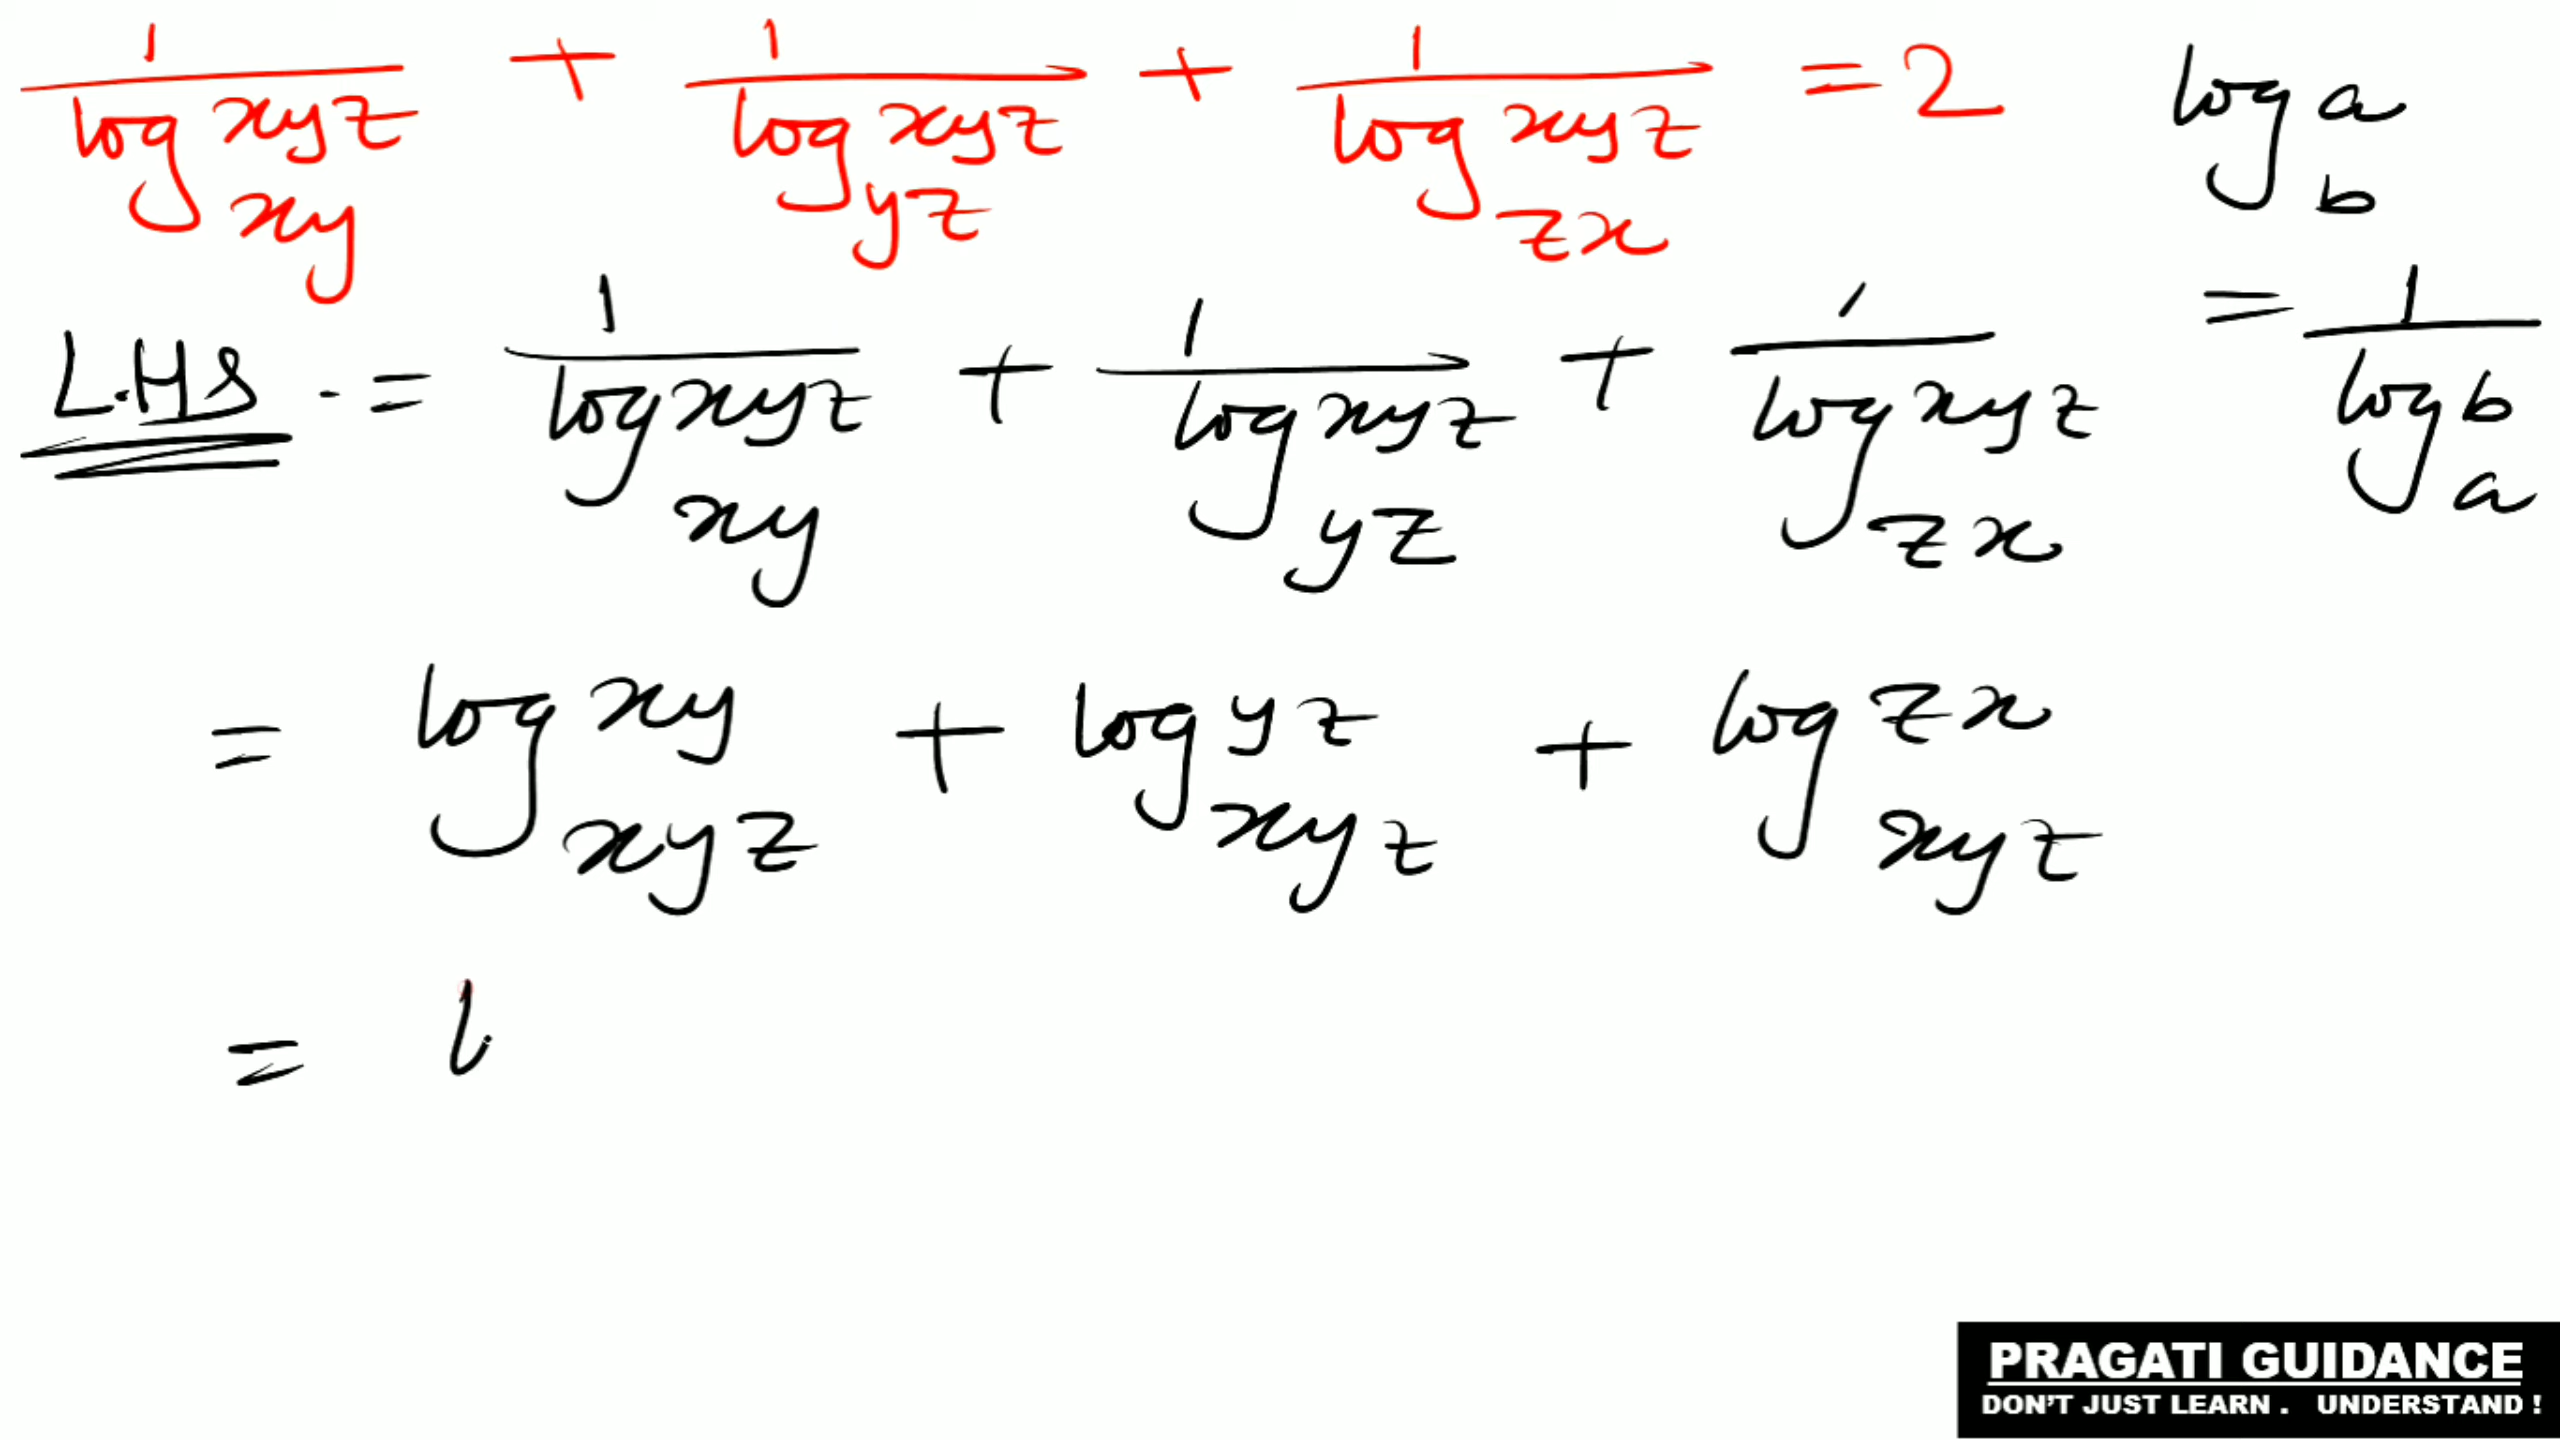 1/log_xy xyz + 1/log_yz xyz + 1/log_zx xyz = 2
log_b a = 1/log_a b
L.H.S. = 1/log_xy xyz + 1/log_yz xyz + 1/log_zx xyz
= log_xyz xy + log_xyz yz + log_xyz zx
= l
PRAGATI GUIDANCE
DON'T JUST LEARN . UNDERSTAND !